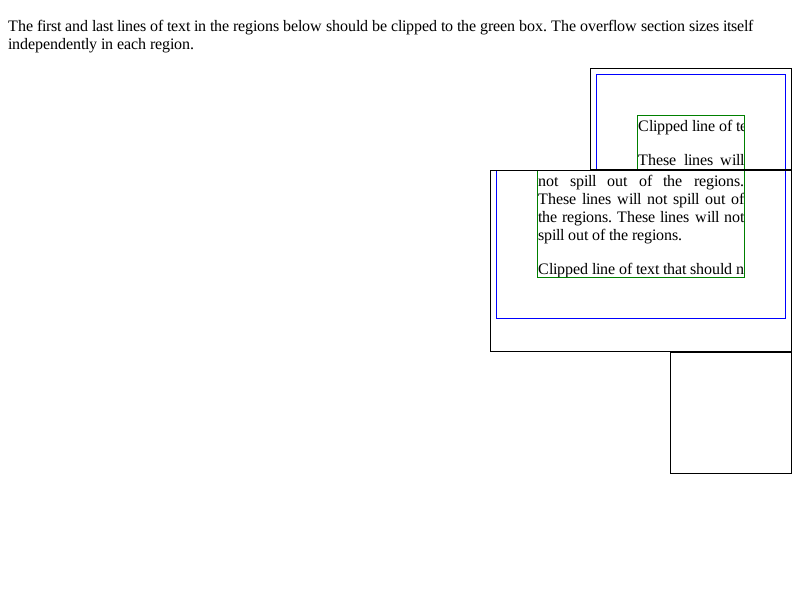 The first and last lines of text in the regions below should be clipped to the green box. The overflow section sizes itself
independently in each region.
Clipped line of te
These lines will
not spill out of the regions.
These lines will not spill out of
the regions. These lines will not
spill out of the regions.
Clipped line of text that should n